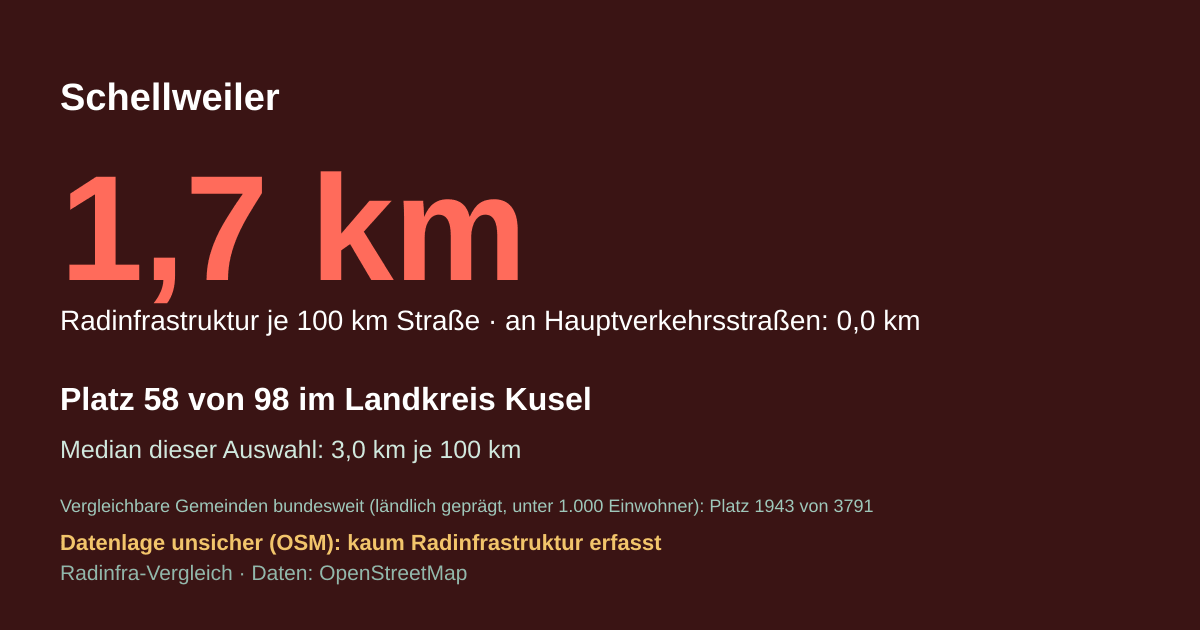 Schellweiler
1,7 km
Radinfrastruktur je 100 km Straße · an Hauptverkehrsstraßen: 0,0 km
Platz 58 von 98 im Landkreis Kusel
Median dieser Auswahl: 3,0 km je 100 km
Vergleichbare Gemeinden bundesweit (ländlich geprägt, unter 1.000 Einwohner): Platz 1943 von 3791
Datenlage unsicher (OSM): kaum Radinfrastruktur erfasst
Radinfra-Vergleich · Daten: OpenStreetMap